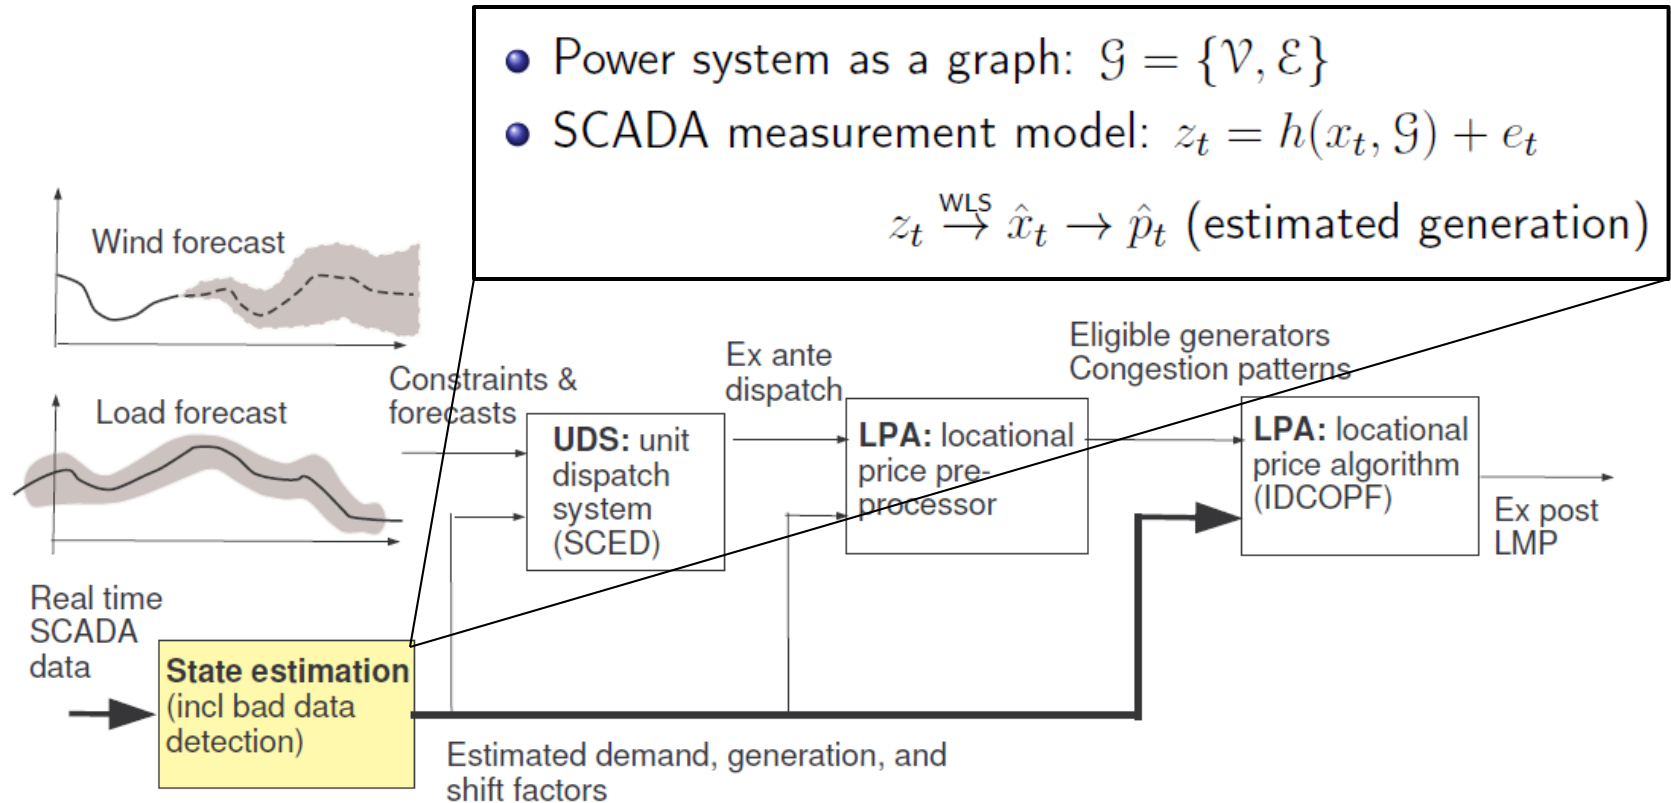 Power system as a graph: 𝒢 = {𝒱, ℰ}
SCADA measurement model: z_t = h(x_t, 𝒢) + e_t
z_t →^{WLS} x̂_t → p̂_t (estimated generation)
Wind forecast
Load forecast
Constraints &
forecasts
Ex ante
dispatch
Eligible generators
Congestion patterns
UDS: unit
dispatch
system
(SCED)
LPA: locational
price pre-
processor
LPA: locational
price algorithm
(IDCOPF)
Ex post
LMP
Real time
SCADA
data
State estimation
(incl bad data
detection)
Estimated demand, generation, and
shift factors